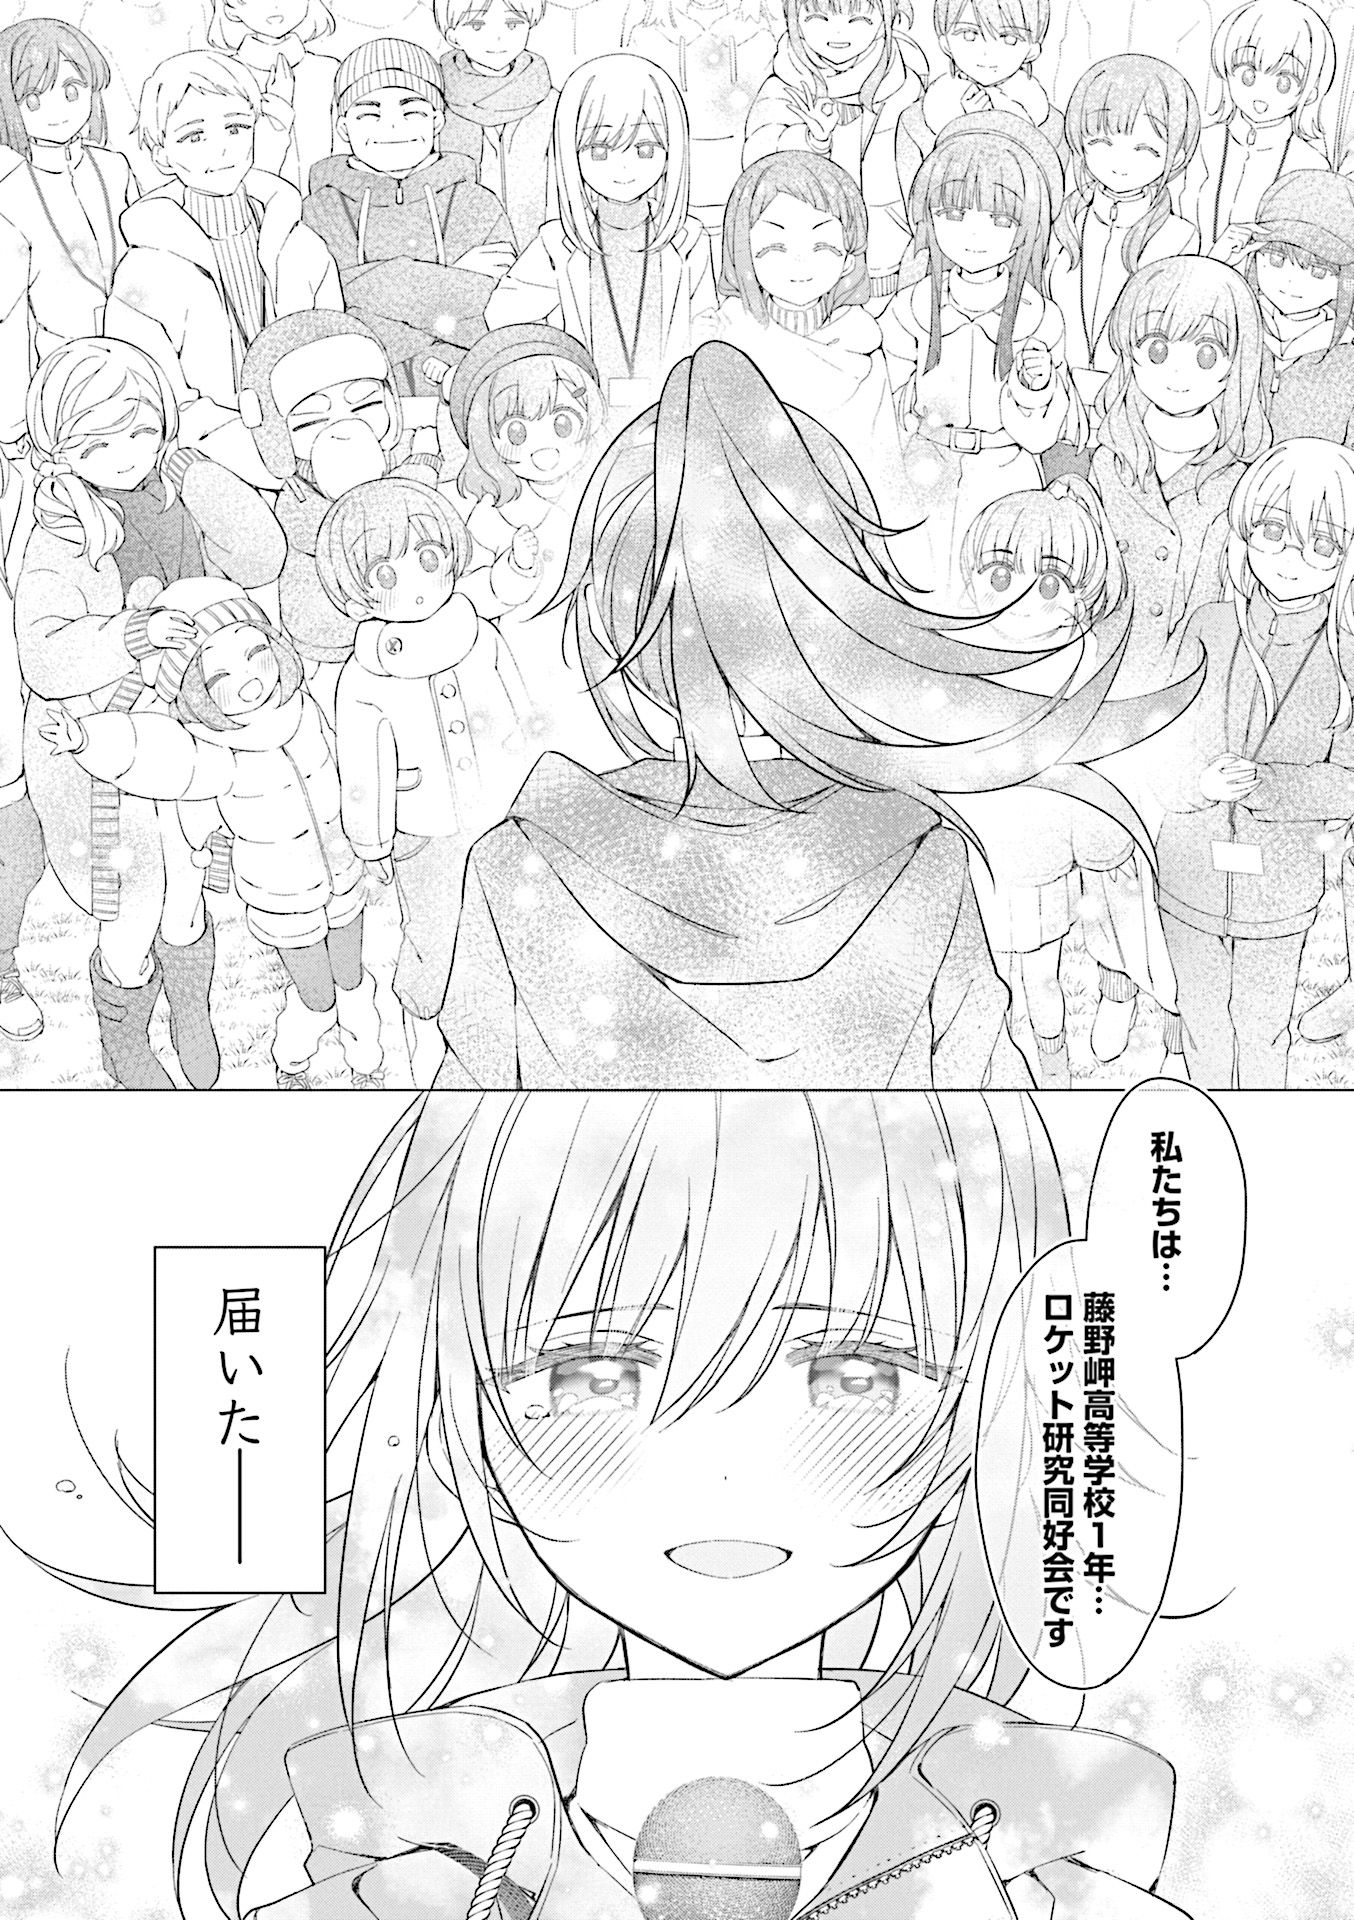 私たちは…
藤野岬高等学校1年…
ロケット研究同好会です
届いた──